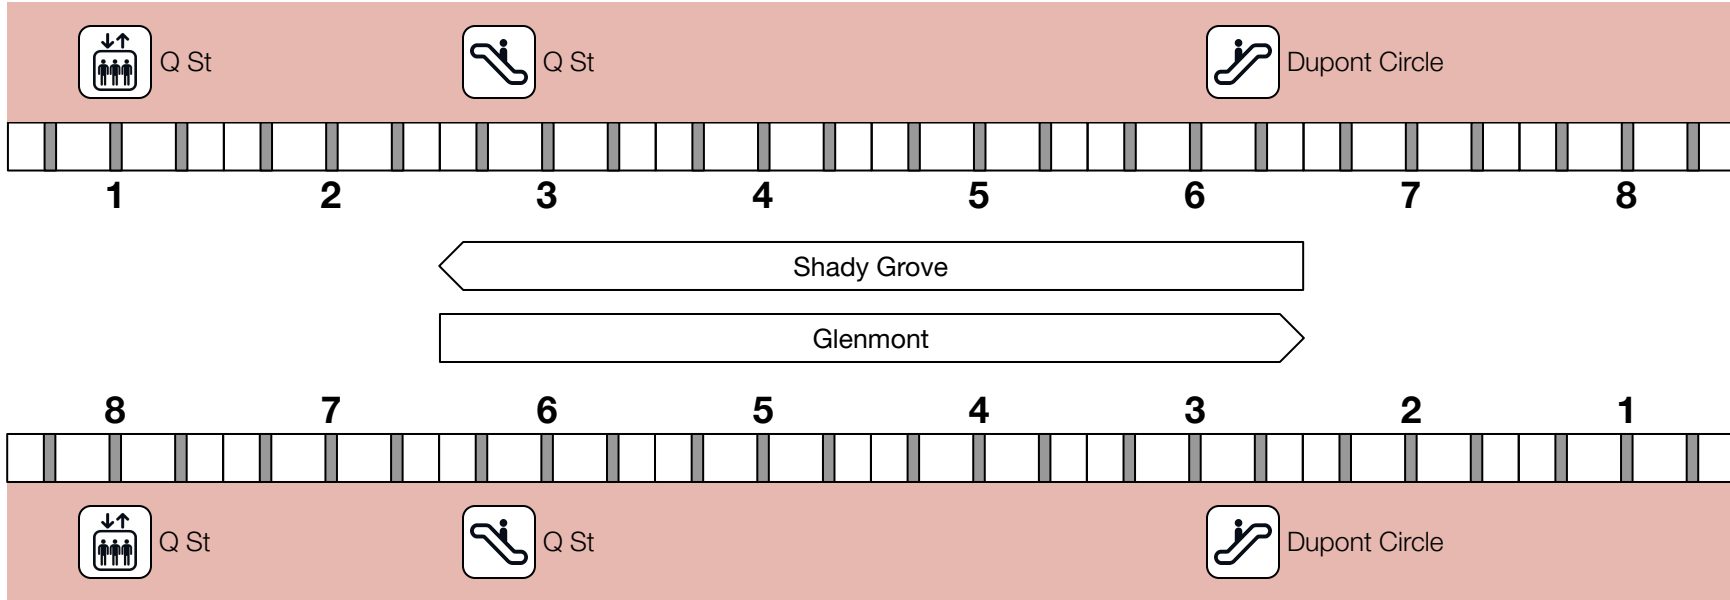 Q St Q St Dupont Circle
1 2 3 4 5 6 7 8
Shady Grove
Glenmont
8 7 6 5 4 3 2 1
Q St Q St Dupont Circle